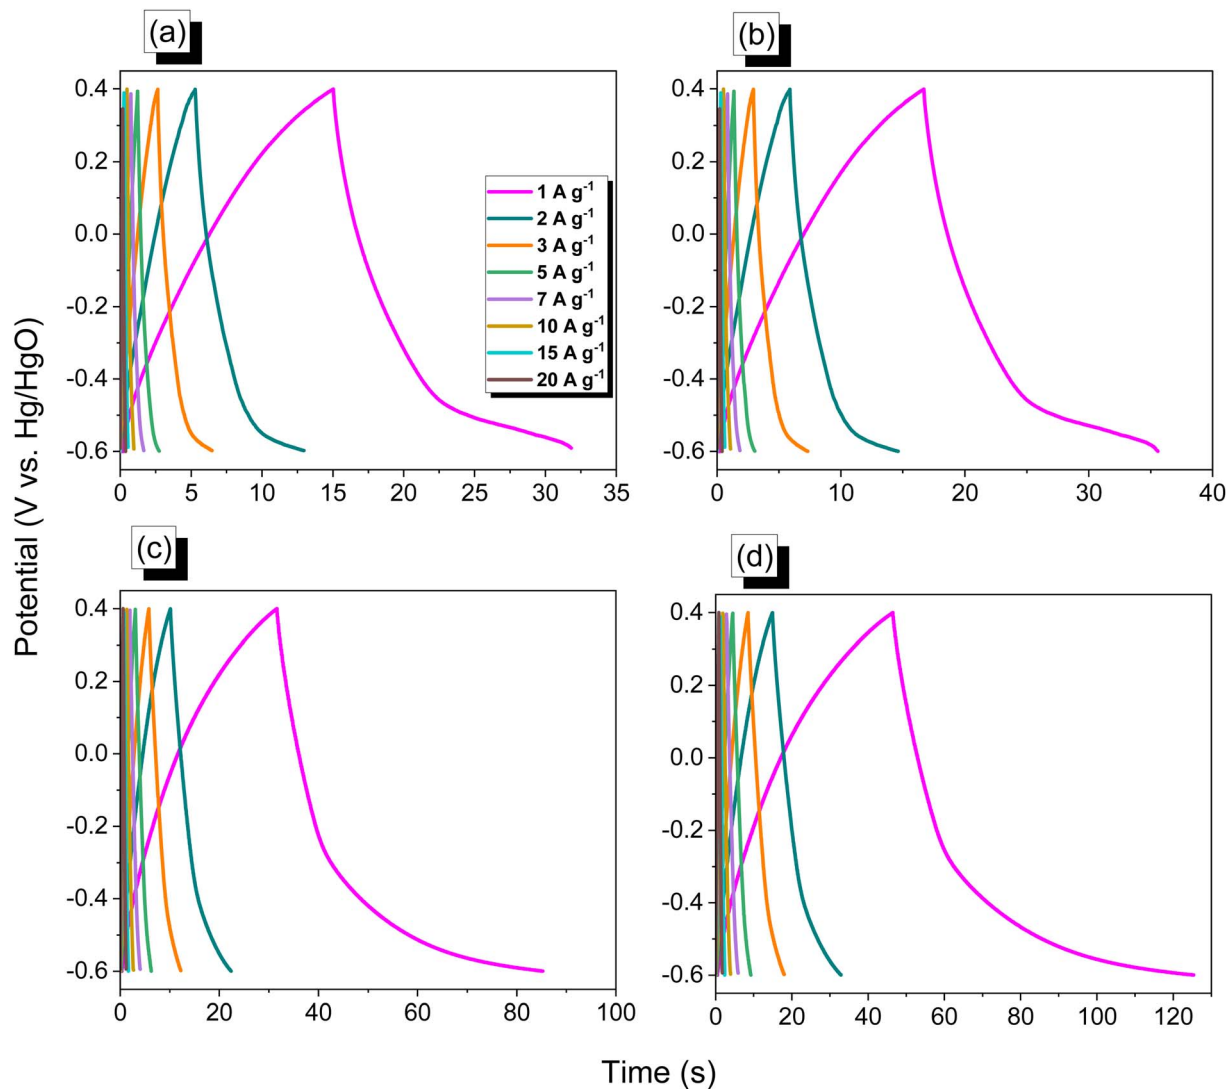 (a)
(b)
0.4
0.2
0.0
-0.2
-0.4
-0.6
0 5 10 15 20 25 30 35
1 A g⁻¹
2 A g⁻¹
3 A g⁻¹
5 A g⁻¹
7 A g⁻¹
10 A g⁻¹
15 A g⁻¹
20 A g⁻¹
0.4
0.2
0.0
-0.2
-0.4
-0.6
0 10 20 30 40
Potential (V vs. Hg/HgO)
(c)
(d)
0.4
0.2
0.0
-0.2
-0.4
-0.6
0 20 40 60 80 100
0.4
0.2
0.0
-0.2
-0.4
-0.6
0 20 40 60 80 100 120
Time (s)